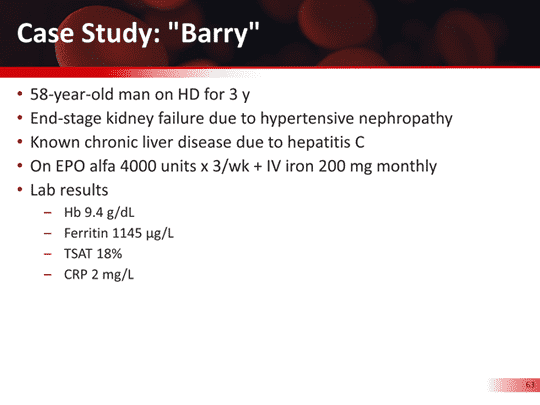 Case Study: "Barry"
• 58-year-old man on HD for 3 y
• End-stage kidney failure due to hypertensive nephropathy
• Known chronic liver disease due to hepatitis C
• On EPO alfa 4000 units x 3/wk + IV iron 200 mg monthly
• Lab results
– Hb 9.4 g/dL
– Ferritin 1145 µg/L
– TSAT 18%
– CRP 2 mg/L
63